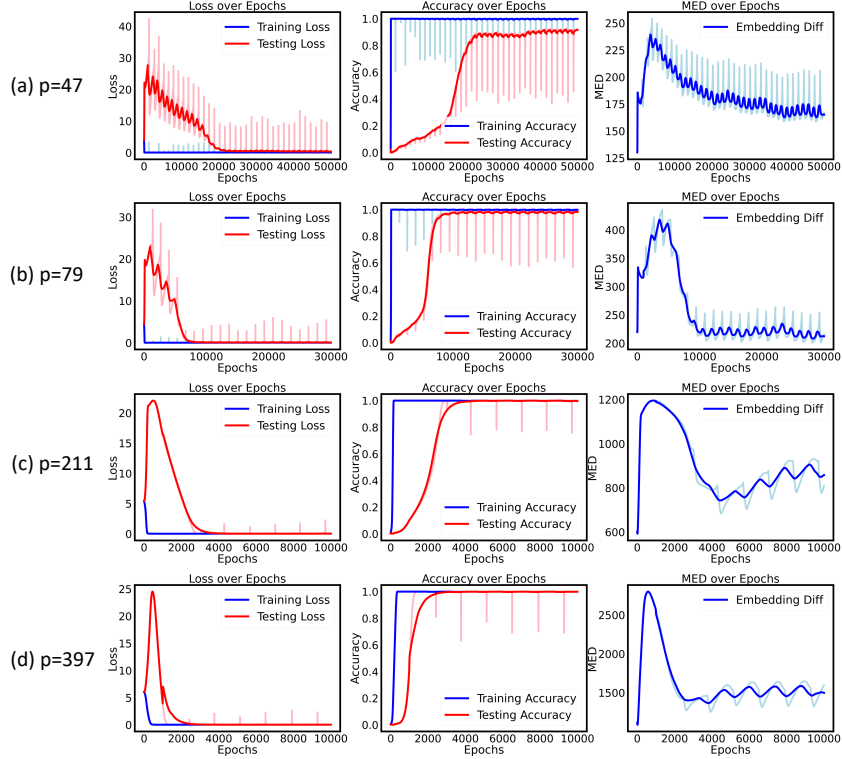 Loss over Epochs
Accuracy over Epochs
MED over Epochs
(a) p=47
Loss
40
30
20
10
0
Training Loss
Testing Loss
0 10000 20000 30000 40000 50000
Epochs
Accuracy
1.0
0.8
0.6
0.4
0.2
0.0
Training Accuracy
Testing Accuracy
0 10000 20000 30000 40000 50000
Epochs
MED
250
225
200
175
150
125
Embedding Diff
0 10000 20000 30000 40000 50000
Epochs
Loss over Epochs
Accuracy over Epochs
MED over Epochs
(b) p=79
Loss
30
20
10
0
Training Loss
Testing Loss
0 10000 20000 30000
Epochs
Accuracy
1.0
0.8
0.6
0.4
0.2
0.0
Training Accuracy
Testing Accuracy
0 10000 20000 30000
Epochs
MED
400
350
300
250
200
Embedding Diff
0 10000 20000 30000
Epochs
Loss over Epochs
Accuracy over Epochs
MED over Epochs
(c) p=211
Loss
20
15
10
5
0
Training Loss
Testing Loss
0 2000 4000 6000 8000 10000
Epochs
Accuracy
1.0
0.8
0.6
0.4
0.2
0.0
Training Accuracy
Testing Accuracy
0 2000 4000 6000 8000 10000
Epochs
MED
1200
1000
800
600
Embedding Diff
0 2000 4000 6000 8000 10000
Epochs
Loss over Epochs
Accuracy over Epochs
MED over Epochs
(d) p=397
Loss
25
20
15
10
5
0
Training Loss
Testing Loss
0 2000 4000 6000 8000 10000
Epochs
Accuracy
1.0
0.8
0.6
0.4
0.2
0.0
Training Accuracy
Testing Accuracy
0 2000 4000 6000 8000 10000
Epochs
MED
2500
2000
1500
Embedding Diff
0 2000 4000 6000 8000 10000
Epochs